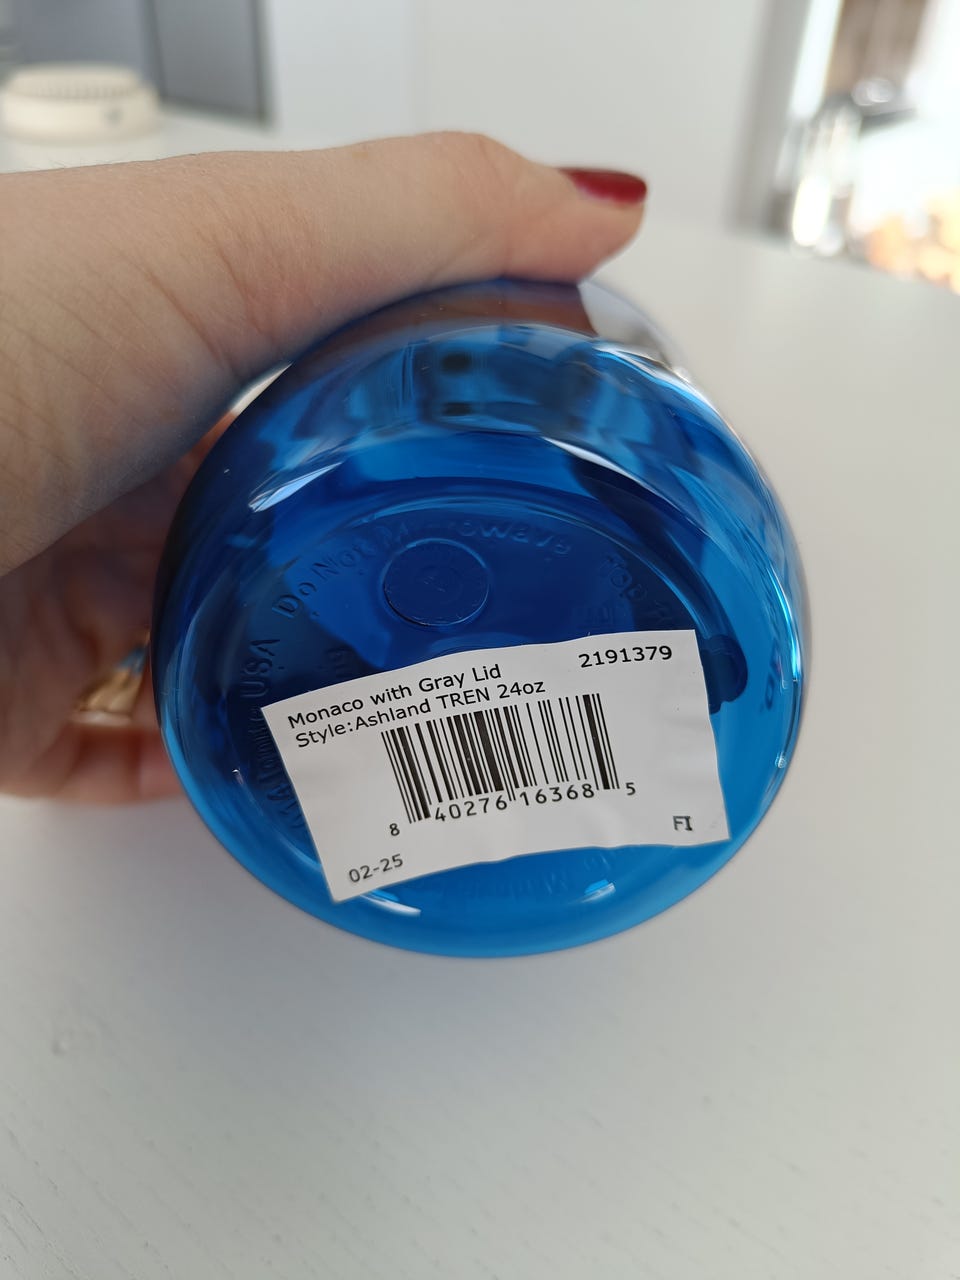 Do Not Microwave
Top
USA
Monaco with Gray Lid
2191379
Style:Ashland TREN 24oz
8 40276 16368 5
02-25
FI